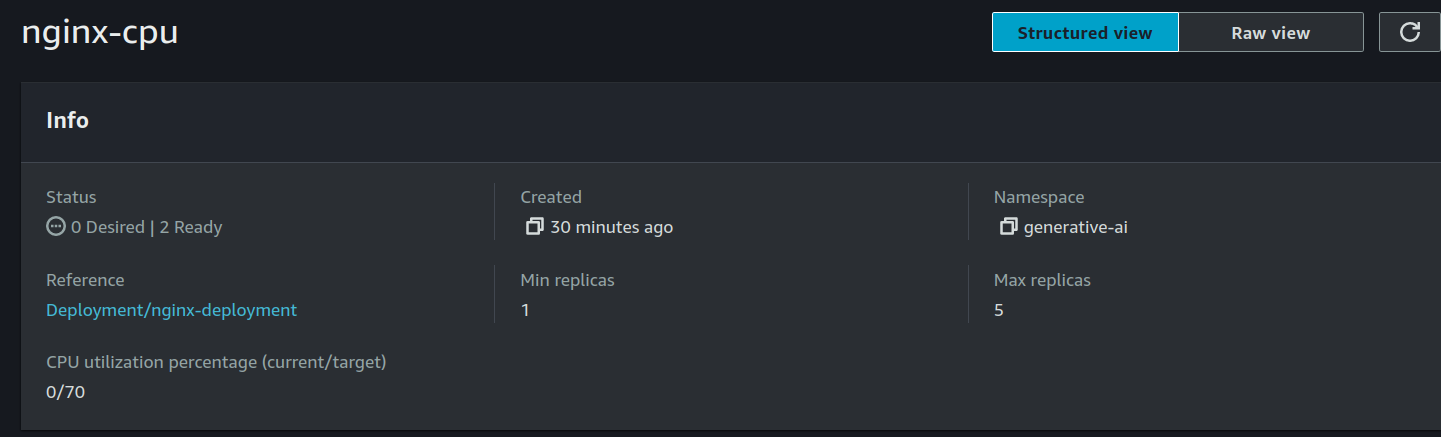 nginx-cpu
Structured view
Raw view
Info
Status
Created
Namespace
0 Desired | 2 Ready
30 minutes ago
generative-ai
Reference
Min replicas
Max replicas
Deployment/nginx-deployment
1
5
CPU utilization percentage (current/target)
0/70